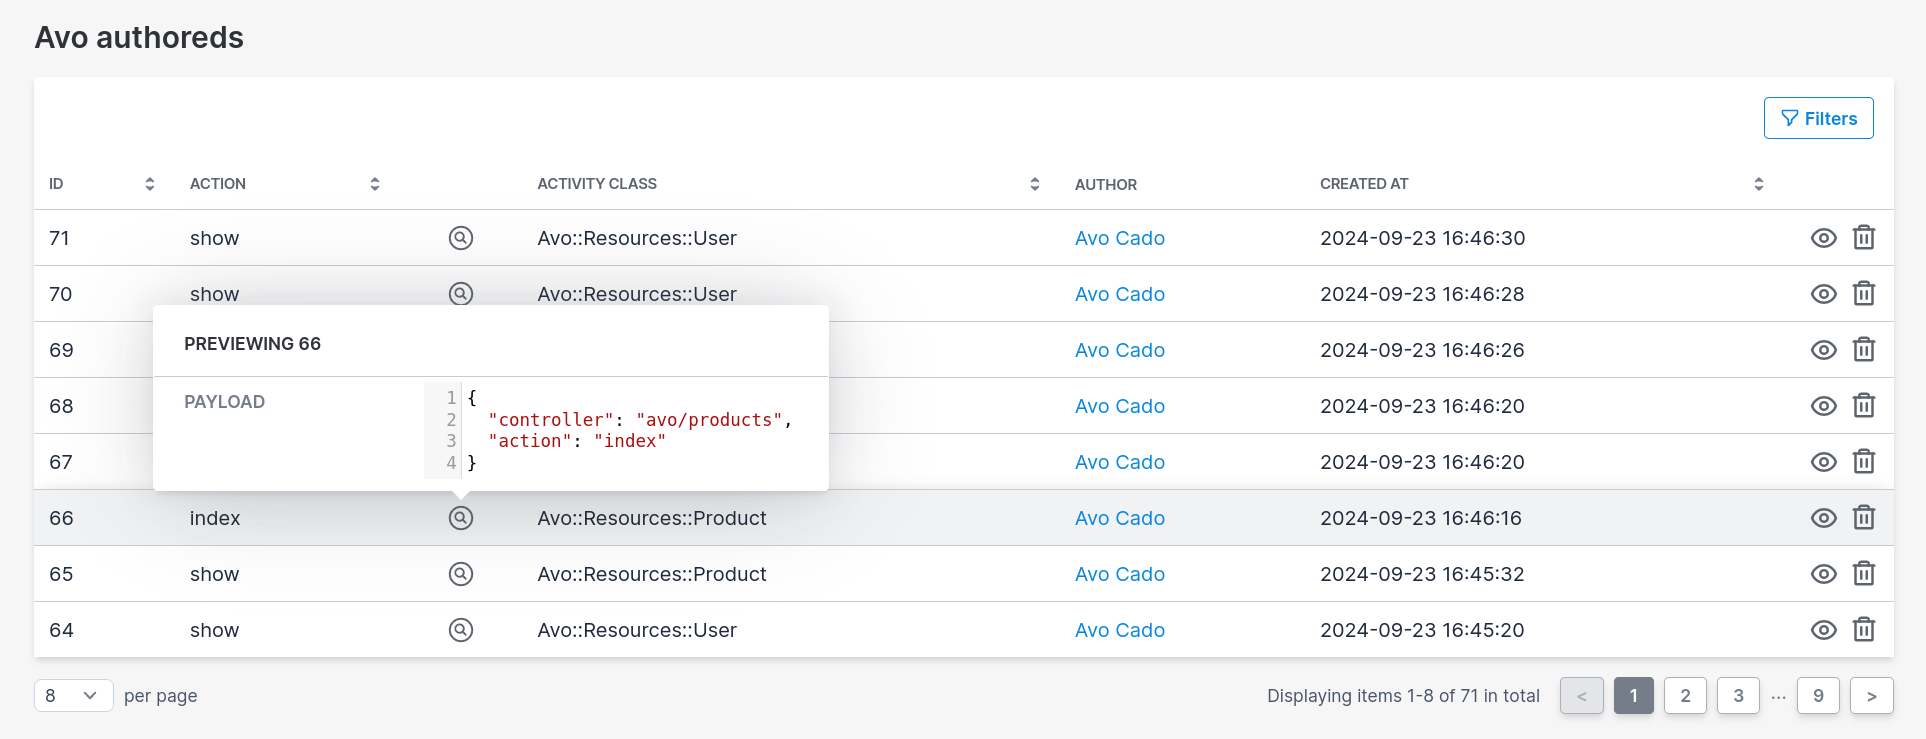 Avo authoreds
Filters
ID ACTION ACTIVITY CLASS AUTHOR CREATED AT
71 show Avo::Resources::User Avo Cado 2024-09-23 16:46:30
70 show Avo::Resources::User Avo Cado 2024-09-23 16:46:28
69 Avo Cado 2024-09-23 16:46:26
68 Avo Cado 2024-09-23 16:46:20
67 Avo Cado 2024-09-23 16:46:20
PREVIEWING 66
PAYLOAD
1 {
2 "controller": "avo/products",
3 "action": "index"
4 }
66 index Avo::Resources::Product Avo Cado 2024-09-23 16:46:16
65 show Avo::Resources::Product Avo Cado 2024-09-23 16:45:32
64 show Avo::Resources::User Avo Cado 2024-09-23 16:45:20
8 per page Displaying items 1-8 of 71 in total < 1 2 3 ... 9 >